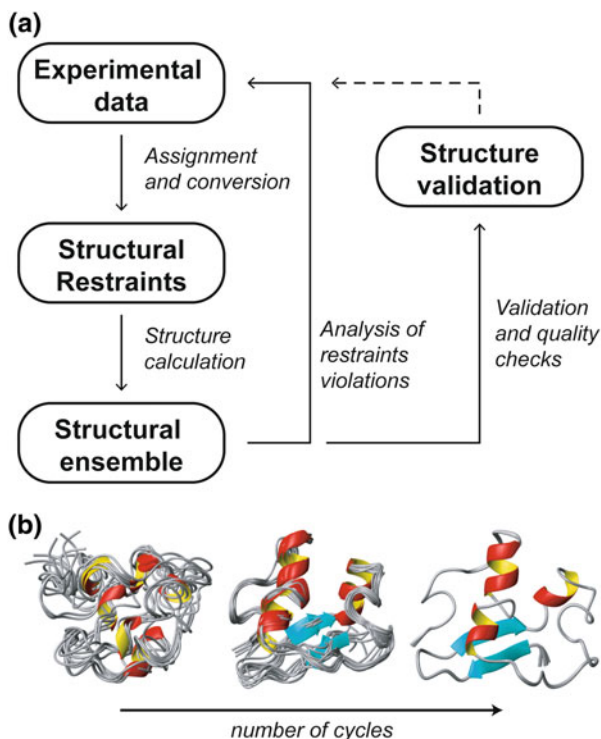 (a)
Experimental
data
Assignment
and conversion
Structural
Restraints
Structure
calculation
Structural
ensemble
Analysis of
restraints
violations
Structure
validation
Validation
and quality
checks
(b)
number of cycles